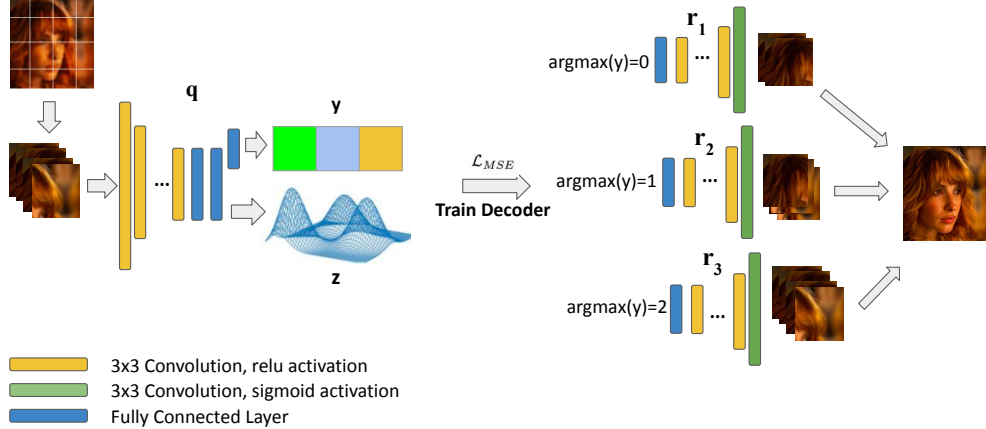 q
...
y
z
ℒ_MSE
Train Decoder
argmax(y)=0
r₁
...
argmax(y)=1
r₂
...
argmax(y)=2
r₃
...
3x3 Convolution, relu activation
3x3 Convolution, sigmoid activation
Fully Connected Layer